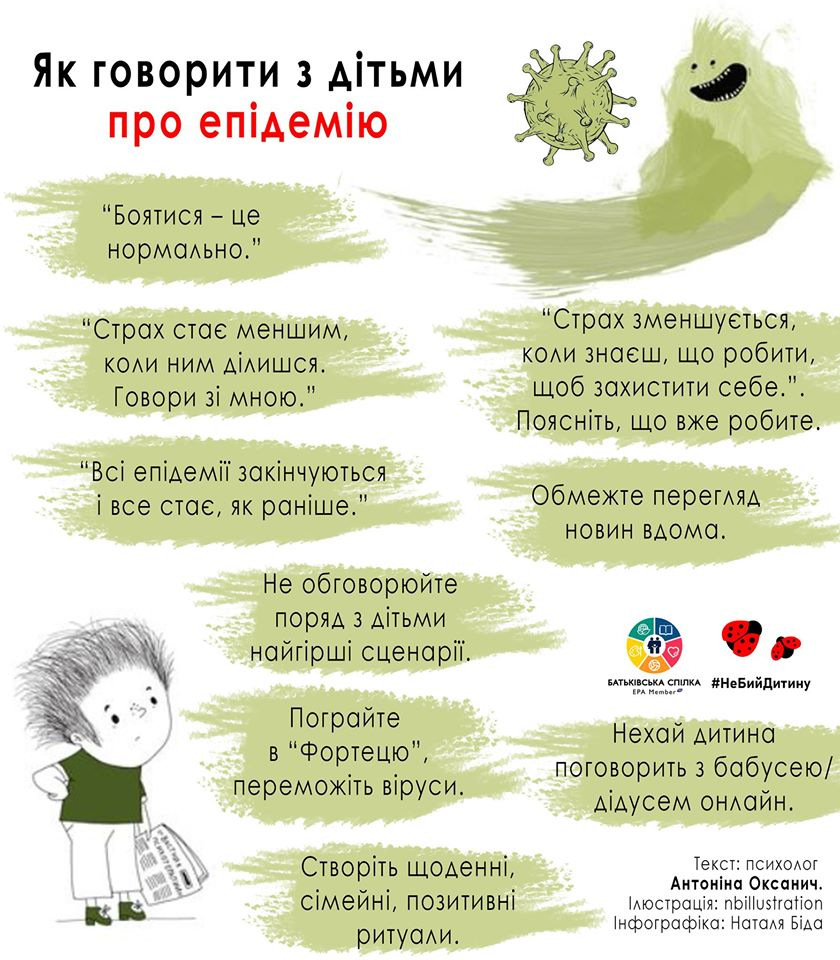 Як говорити з дітьми
про епідемію
“Боятися – це
нормально.”
“Страх стає меншим,
коли ним ділишся.
Говори зі мною.”
“Страх зменшується,
коли знаєш, що робити,
щоб захистити себе.”.
Поясніть, що вже робите.
“Всі епідемії закінчуються
і все стає, як раніше.”
Обмежте перегляд
новин вдома.
Не обговорюйте
поряд з дітьми
найгірші сценарії.
БАТЬКІВСЬКА СПІЛКА
EPA Member
#НеБийДитину
Пограйте
в “Фортецю”,
переможіть віруси.
Нехай дитина
поговорить з бабусею/
дідусем онлайн.
Створіть щоденні,
сімейні, позитивні
ритуали.
Текст: психолог
Антоніна Оксанич.
Ілюстрація: nbillustration
Інфографіка: Наталя Біда